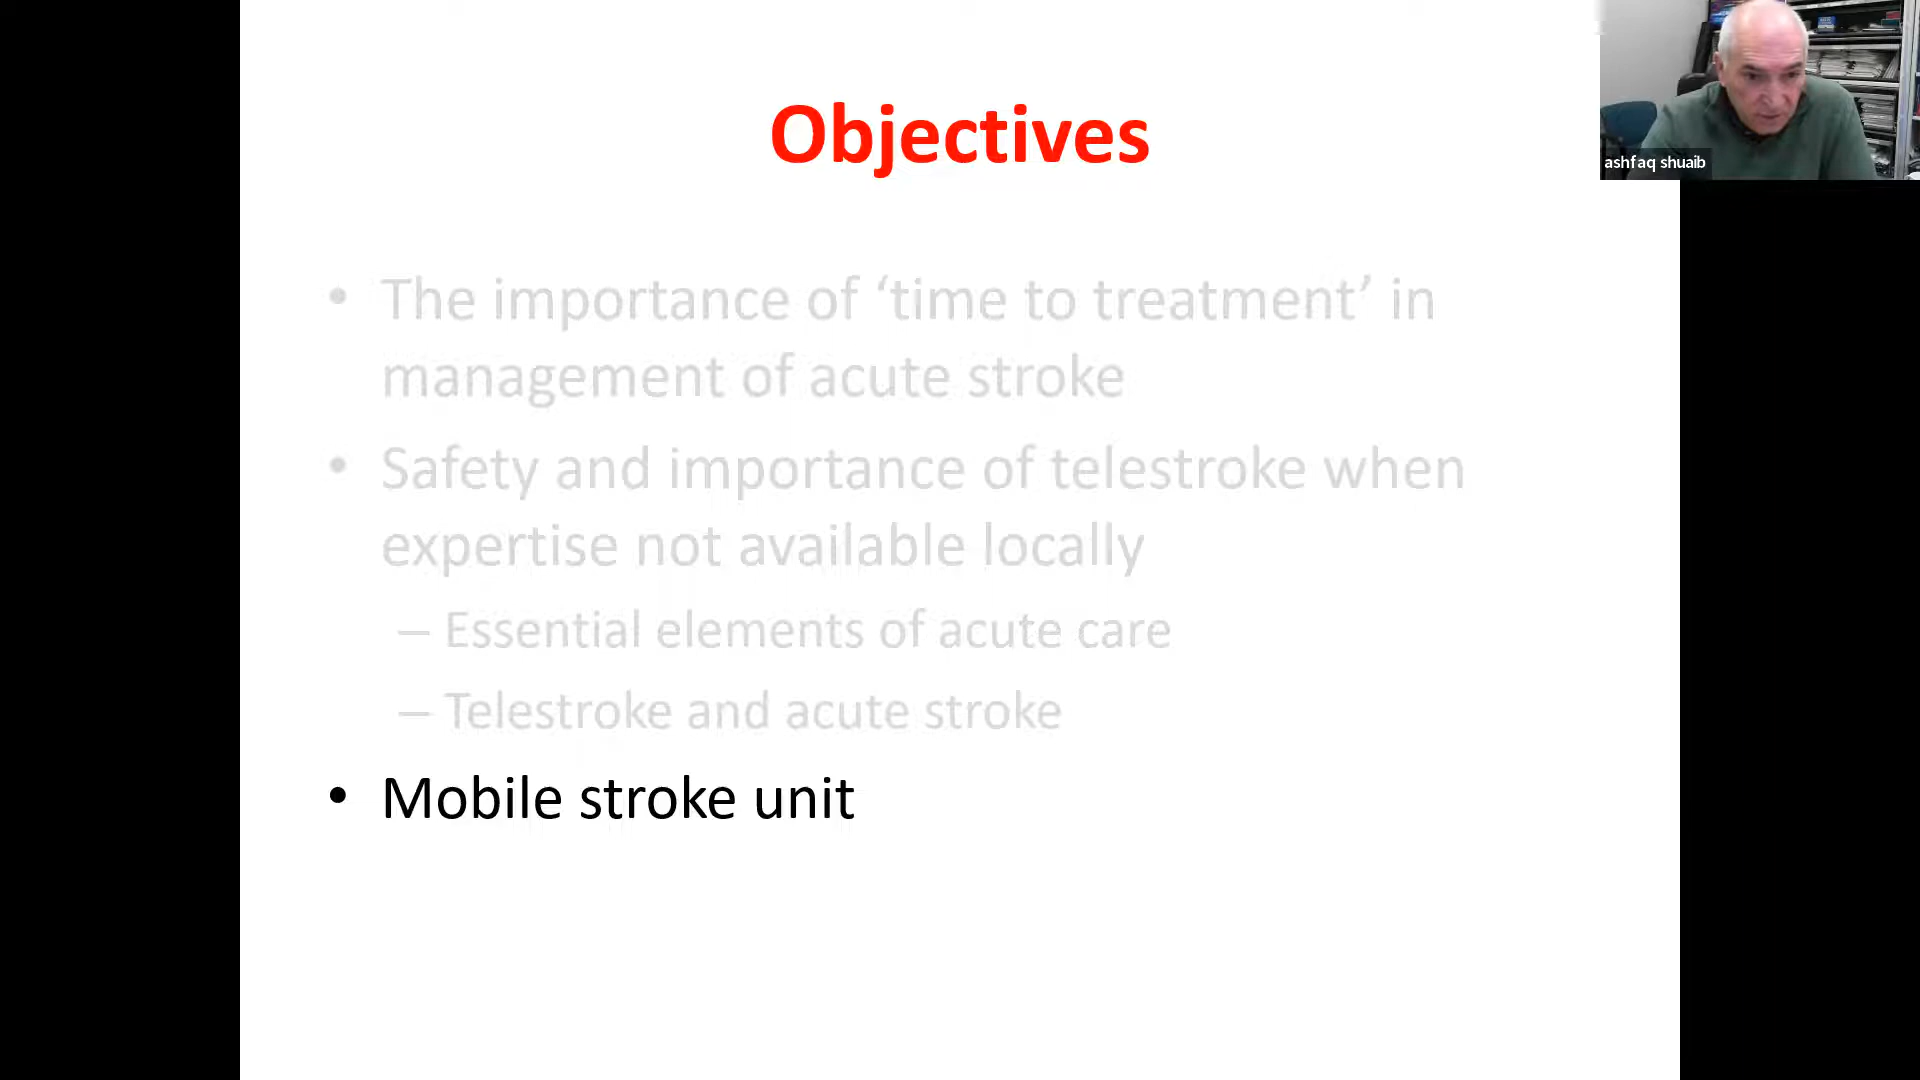 Objectives
ashfaq shuaib
• The importance of ‘time to treatment’ in
management of acute stroke
• Safety and importance of telestroke when
expertise not available locally
– Essential elements of acute care
– Telestroke and acute stroke
• Mobile stroke unit